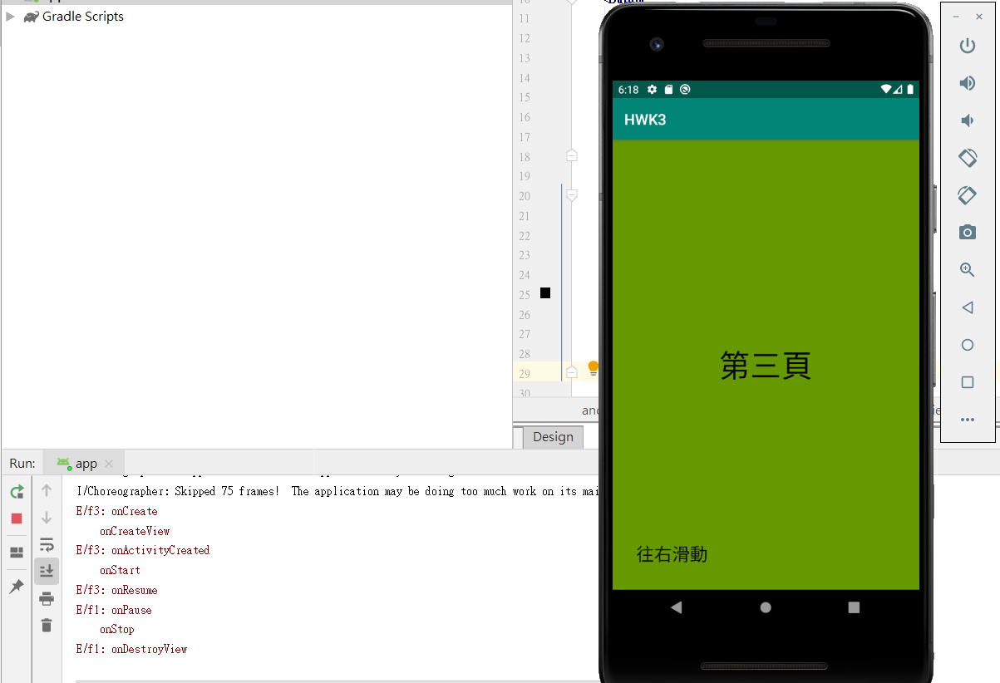 Gradle Scripts
11
12
13
14
15
16
17
18
19
20
21
22
23
24
25
26
27
28
29
30
Design
6:18
HWK3
第三頁
往右滑動
Run:
app
I/Choreographer: Skipped 75 frames!  The application may be doing too much work on its mai
E/f3: onCreate
onCreateView
E/f3: onActivityCreated
onStart
E/f3: onResume
E/f1: onPause
onStop
E/f1: onDestroyView